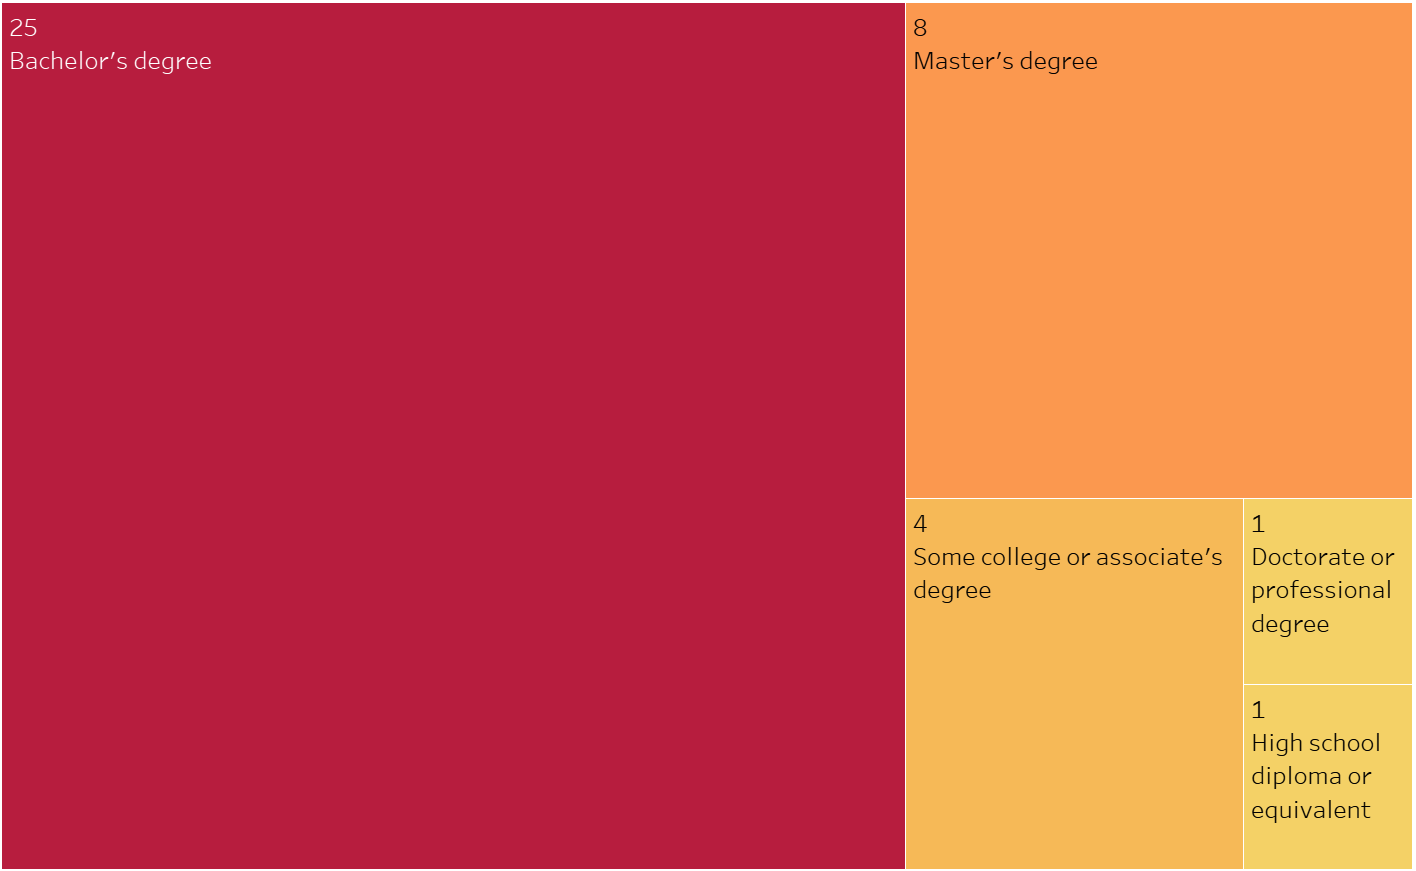 25
Bachelor’s degree
8
Master’s degree
4
Some college or associate’s
degree
1
Doctorate or
professional
degree
1
High school
diploma or
equivalent